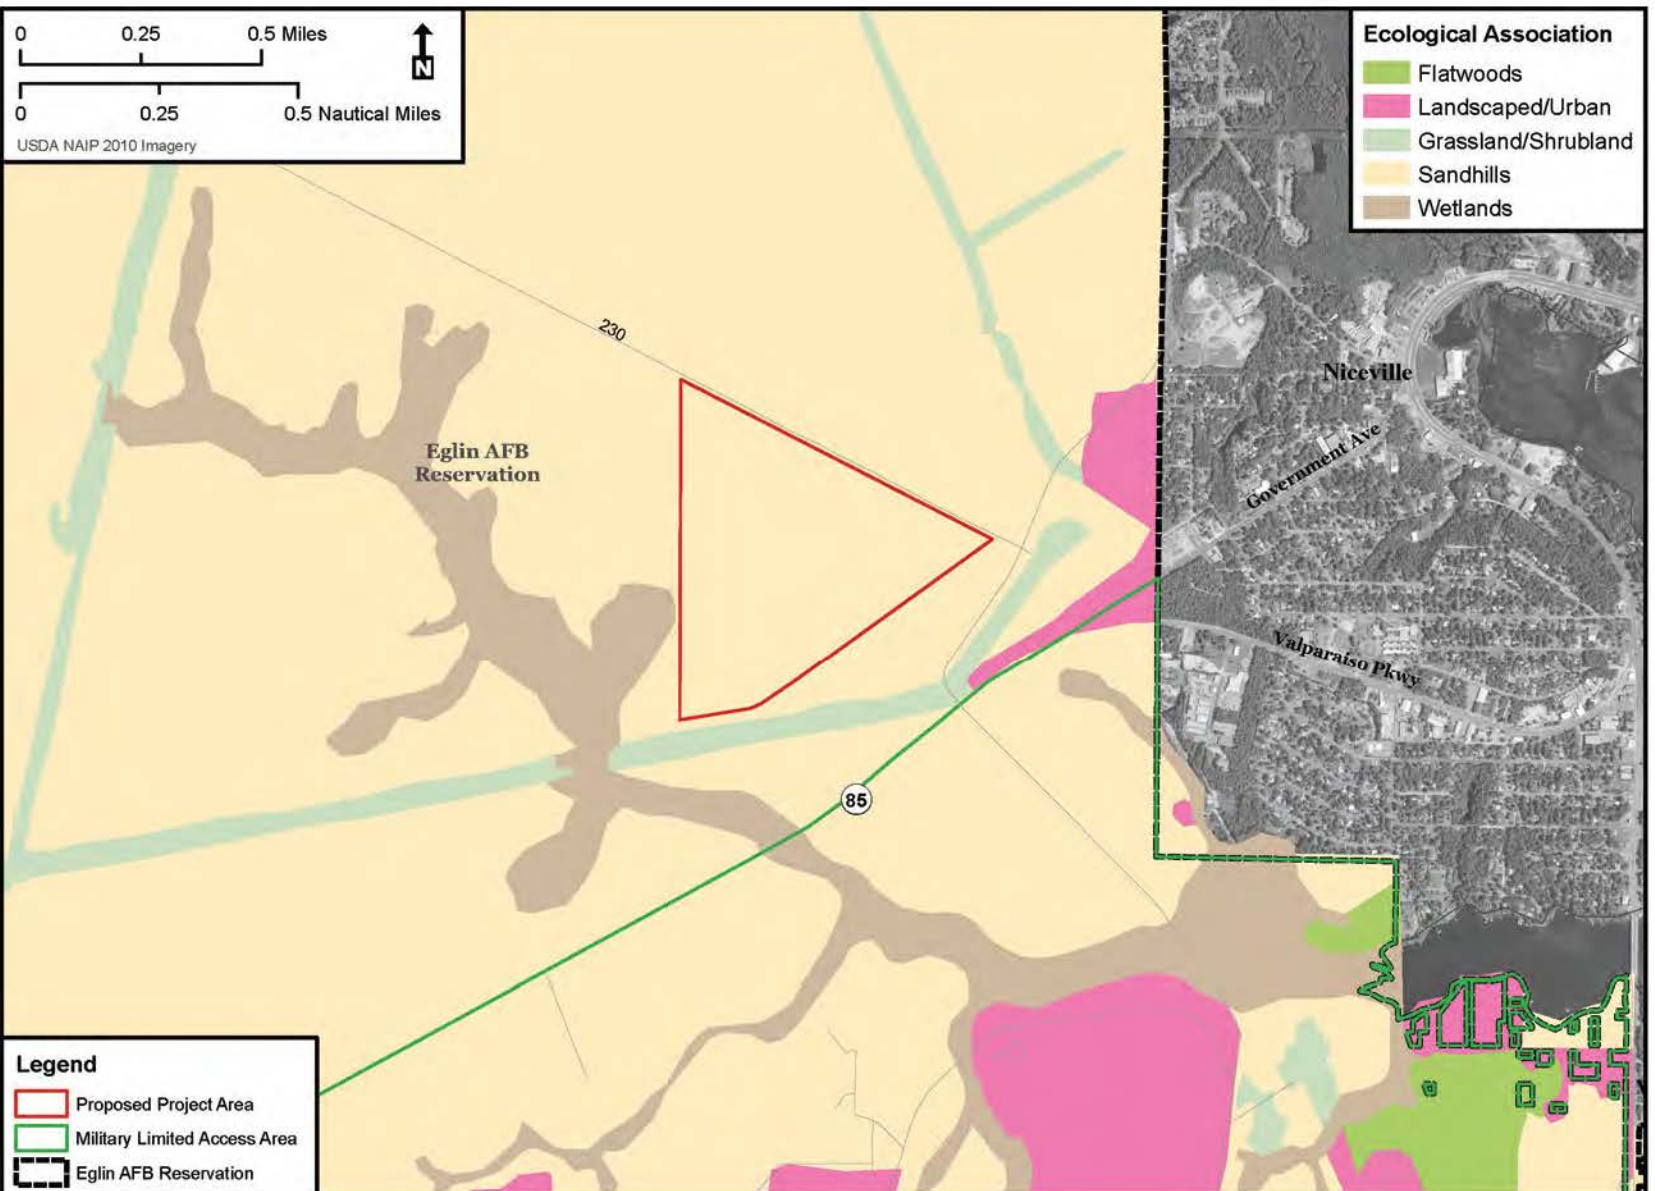 0 0.25 0.5 Miles
N
0 0.25 0.5 Nautical Miles
USDA NAIP 2010 Imagery
Ecological Association
Flatwoods
Landscaped/Urban
Grassland/Shrubland
Sandhills
Wetlands
230
Niceville
Eglin AFB
Reservation
Government Ave
Valparaiso Pkwy
85
Legend
Proposed Project Area
Military Limited Access Area
Eglin AFB Reservation